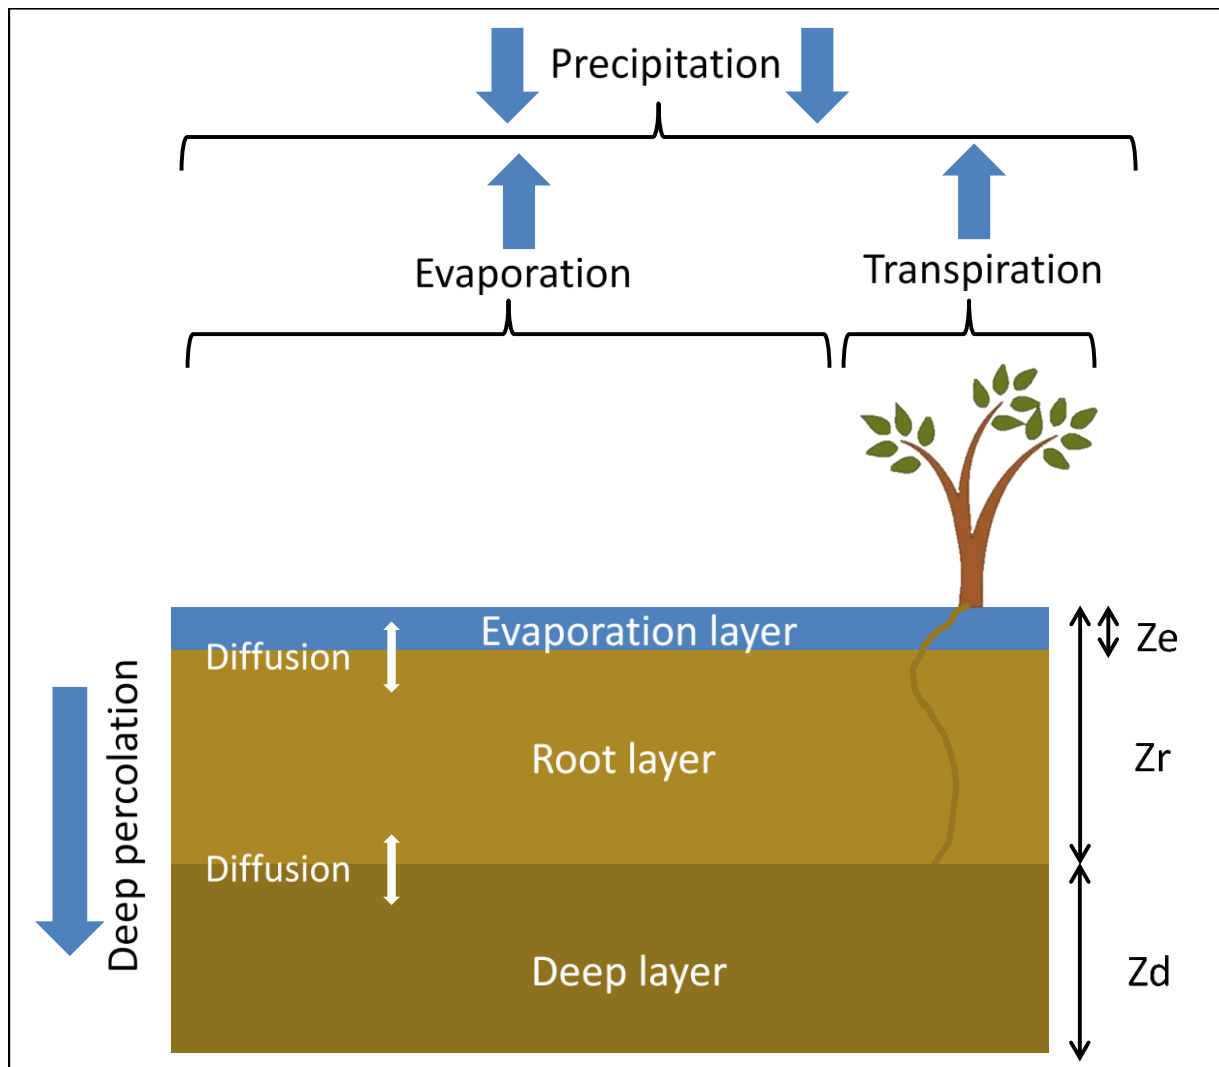 Precipitation
Evaporation
Transpiration
Evaporation layer
Ze
Diffusion
Root layer
Zr
Deep percolation
Diffusion
Deep layer
Zd